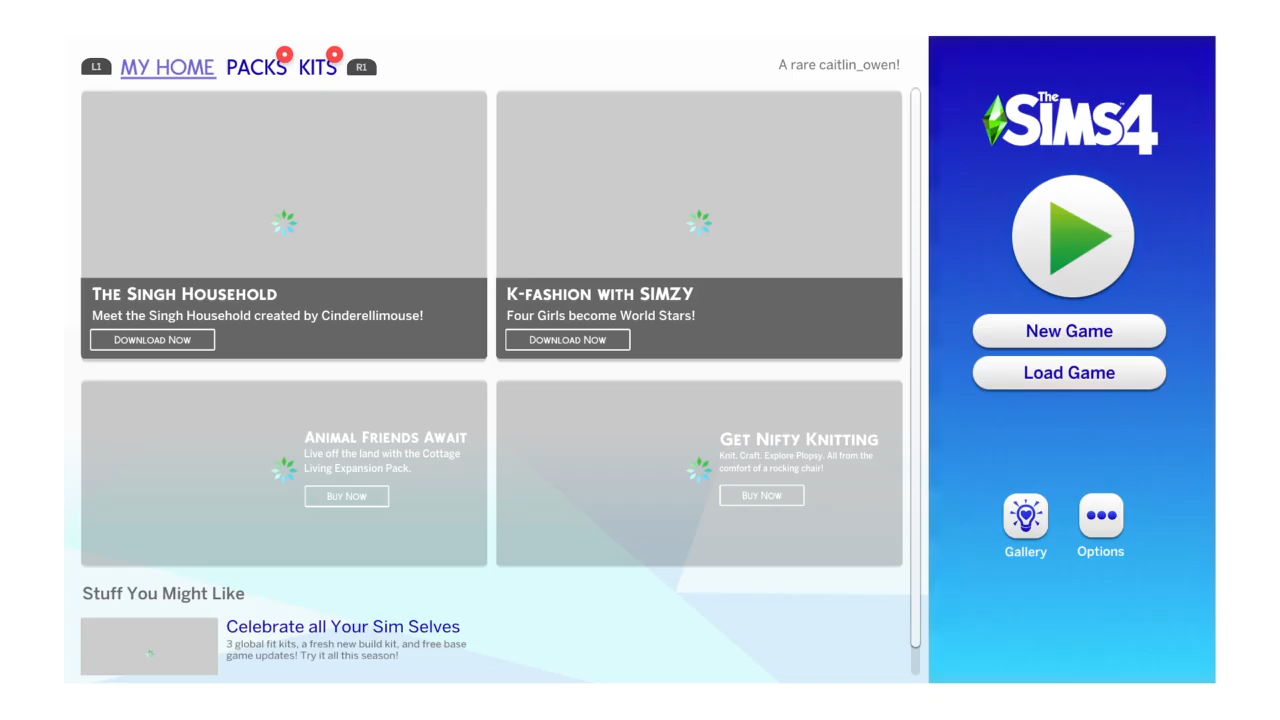 L1 MY HOME PACKS KITS R1
A rare caitlin_owen!
THE SINGH HOUSEHOLD
Meet the Singh Household created by Cinderellimouse!
DOWNLOAD NOW
K-FASHION WITH SIMZY
Four Girls become World Stars!
DOWNLOAD NOW
ANIMAL FRIENDS AWAIT
Live off the land with the Cottage
Living Expansion Pack.
BUY NOW
GET NIFTY KNITTING
Knit. Craft. Explore Plopsy. All from the
comfort of a rocking chair!
BUY NOW
Stuff You Might Like
Celebrate all Your Sim Selves
3 global fit kits, a fresh new build kit, and free base
game updates! Try it all this season!
The
SIMS4
New Game
Load Game
Gallery
Options